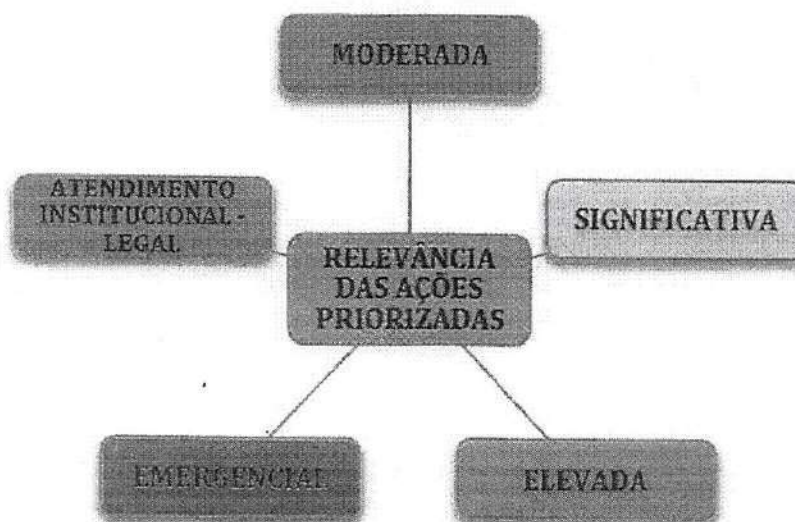 MODERADA
ATENDIMENTO
INSTITUCIONAL -
LEGAL
SIGNIFICATIVA
RELEVÂNCIA
DAS AÇÕES
PRIORIZADAS
EMERGENCIAL
ELEVADA